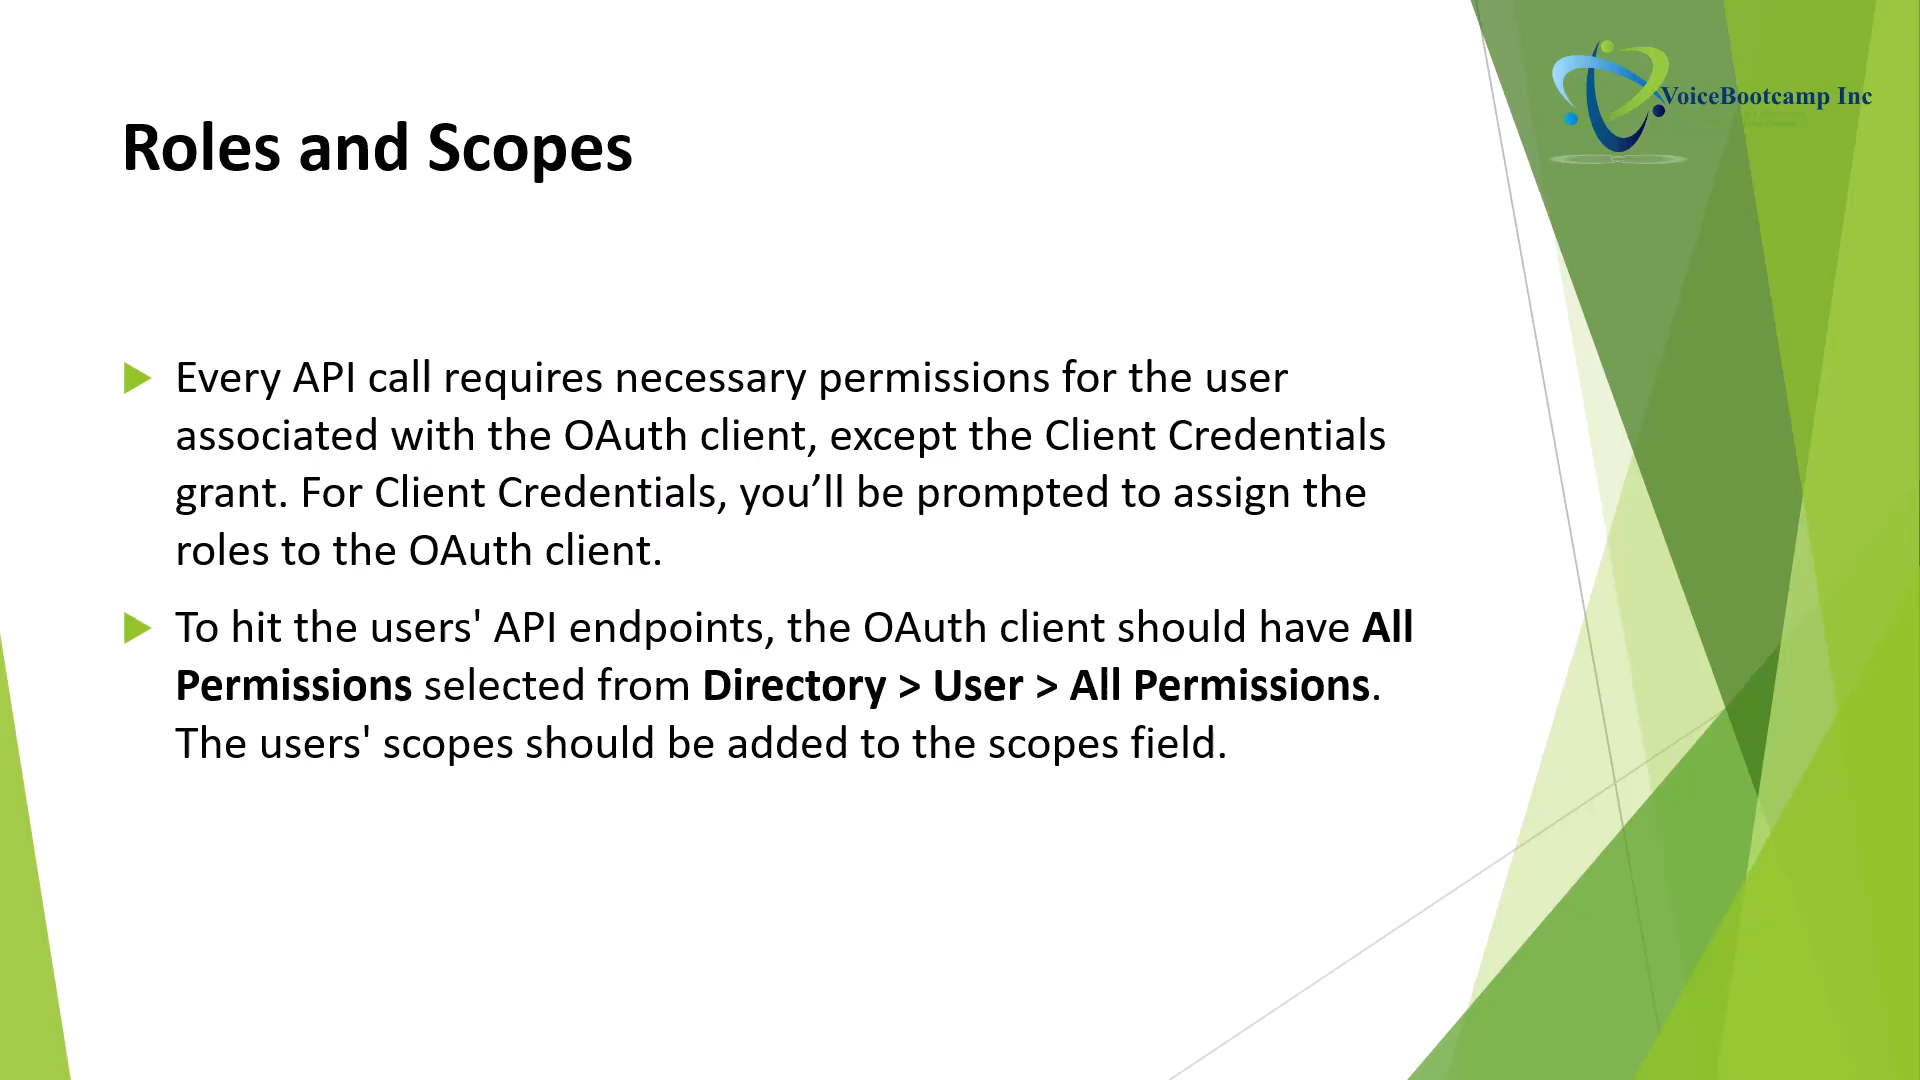 VoiceBootcamp Inc
Roles and Scopes
Every API call requires necessary permissions for the user
associated with the OAuth client, except the Client Credentials
grant. For Client Credentials, you’ll be prompted to assign the
roles to the OAuth client.
To hit the users' API endpoints, the OAuth client should have All
Permissions selected from Directory > User > All Permissions.
The users' scopes should be added to the scopes field.